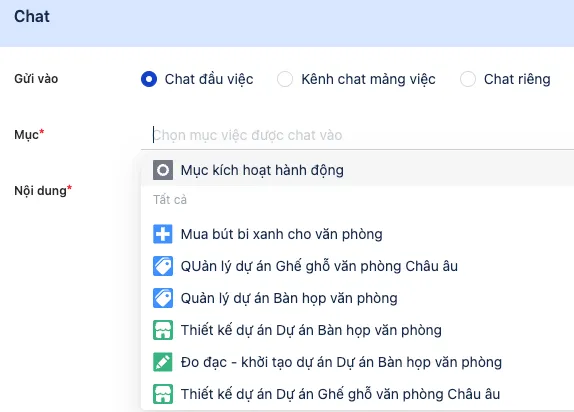 Chat
Gửi vào
Chat đầu việc
Kênh chat mảng việc
Chat riêng
Mục*
Chọn mục việc được chat vào
Mục kích hoạt hành động
Nội dung*
Tất cả
Mua bút bi xanh cho văn phòng
QUản lý dự án Ghế ghỗ văn phòng Châu âu
Quản lý dự án Bàn họp văn phòng
Thiết kế dự án Dự án Bàn họp văn phòng
Đo đạc - khời tạo dự án Dự án Bàn họp văn phòng
Thiết kế dự án Dự án Ghế ghỗ văn phòng Châu âu